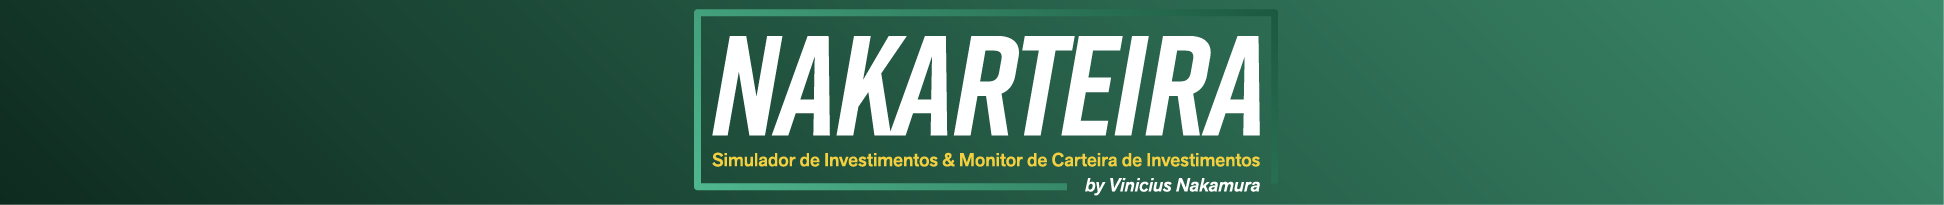 NAKARTEIRA
Simulador de Investimentos & Monitor de Carteira de Investimentos
by Vinicius Nakamura